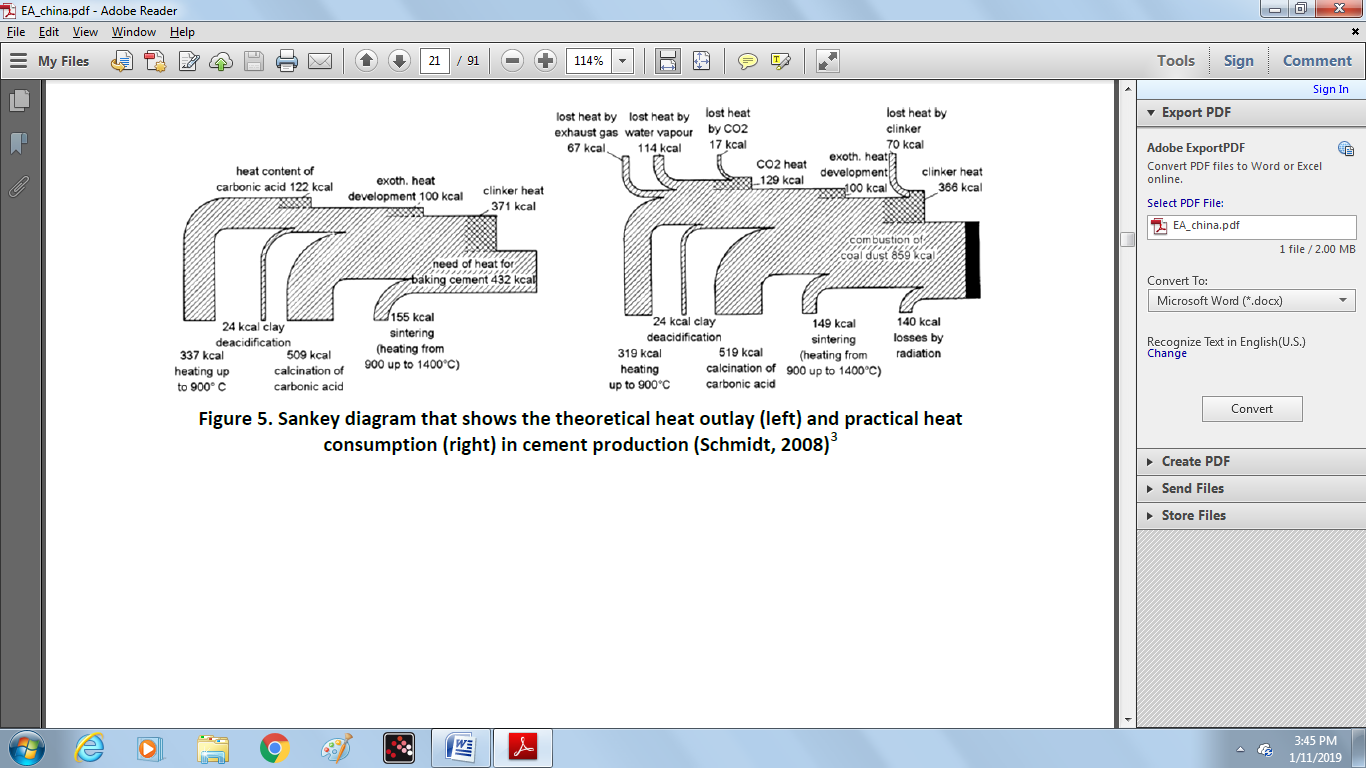 EA_china.pdf - Adobe Reader
File Edit View Window Help
My Files
21 / 91
114%
Tools Sign Comment
Sign In
Export PDF
Adobe ExportPDF
Convert PDF files to Word or Excel
online.
Select PDF File:
EA_china.pdf
1 file / 2.00 MB
Convert To:
Microsoft Word (*.docx)
Recognize Text in English(U.S.)
Change
Convert
Create PDF
Send Files
Store Files
heat content of
carbonic acid 122 kcal
exoth. heat
development 100 kcal
clinker heat
371 kcal
need of heat for
baking cement 432 kcal
24 kcal clay
deacidification
155 kcal
sintering
(heating from
900 up to 1400°C)
337 kcal
heating up
to 900° C
509 kcal
calcination of
carbonic acid
lost heat by
exhaust gas
67 kcal
lost heat by
water vapour
114 kcal
lost heat
by CO2
17 kcal
CO2 heat
129 kcal
exoth. heat
development
100 kcal
lost heat by
clinker
70 kcal
clinker heat
366 kcal
combustion of
coal dust 859 kcal
24 kcal clay
deacidification
149 kcal
sintering
(heating from
900 up to 1400°C)
140 kcal
losses by
radiation
319 kcal
heating
up to 900°C
519 kcal
calcination of
carbonic acid
Figure 5. Sankey diagram that shows the theoretical heat outlay (left) and practical heat
consumption (right) in cement production (Schmidt, 2008)3
3:45 PM
1/11/2019